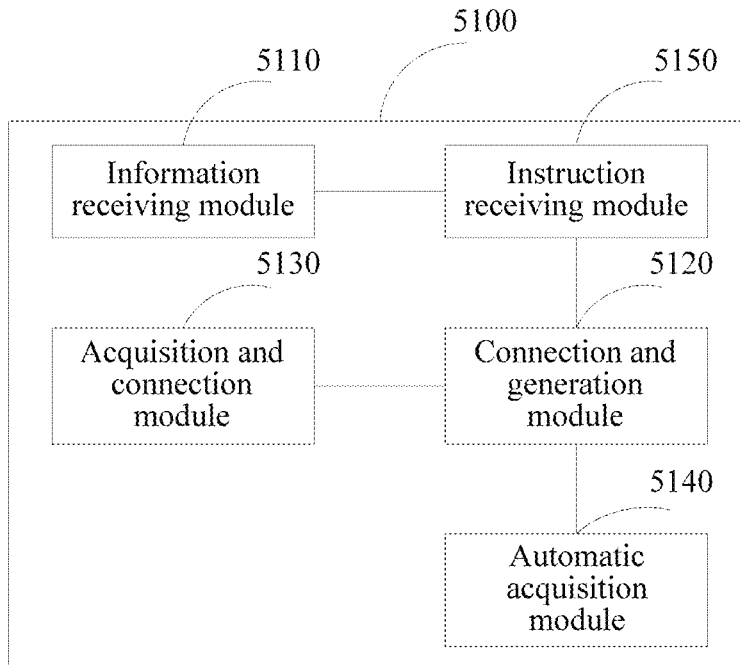 5100
5110
5150
Information
receiving module
Instruction
receiving module
5130
5120
Acquisition and
connection
module
Connection and
generation
module
5140
Automatic
acquisition
module